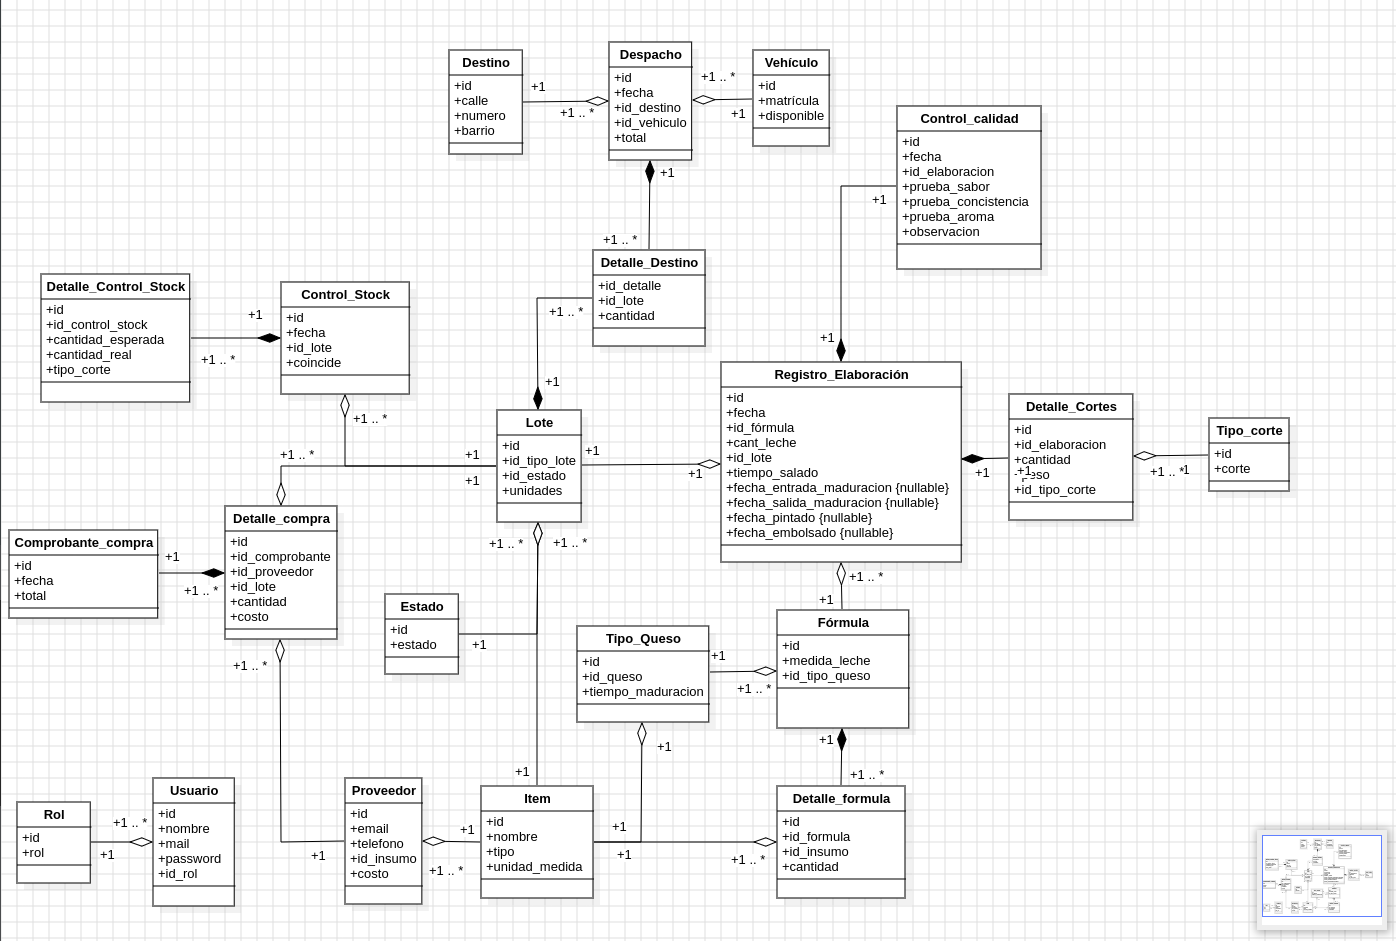 Destino
+id
+calle
+numero
+barrio
+1
+1 .. *
Despacho
+id
+fecha
+id_destino
+id_vehiculo
+total
+1 .. *
+1
Vehículo
+id
+matrícula
+disponible
+1
+1 .. *
Control_calidad
+id
+fecha
+id_elaboracion
+prueba_sabor
+prueba_concistencia
+prueba_aroma
+observacion
+1
+1
Detalle_Destino
+id_detalle
+id_lote
+cantidad
+1 .. *
+1
Detalle_Control_Stock
+id
+id_control_stock
+cantidad_esperada
+cantidad_real
+tipo_corte
+1
+1 .. *
Control_Stock
+id
+fecha
+id_lote
+coincide
+1 .. *
+1 .. *
+1
+1
Lote
+id
+id_tipo_lote
+id_estado
+unidades
+1
+1
+1 .. *
+1 .. *
Registro_Elaboración
+id
+fecha
+id_fórmula
+cant_leche
+id_lote
+tiempo_salado
+fecha_entrada_maduracion {nullable}
+fecha_salida_maduracion {nullable}
+fecha_pintado {nullable}
+fecha_embolsado {nullable}
+1
Detalle_Cortes
+id
+id_elaboracion
+cantidad
+1
+id_tipo_corte
+1 .. *
1
Tipo_corte
+id
+corte
Comprobante_compra
+id
+fecha
+total
+1
+1 .. *
Detalle_compra
+id
+id_comprobante
+id_proveedor
+id_lote
+cantidad
+costo
+1 .. *
Estado
+id
+estado
+1
+1 .. *
+1
Tipo_Queso
+id
+id_queso
+tiempo_maduracion
+1
+1 .. *
+1
Fórmula
+id
+medida_leche
+id_tipo_queso
+1
+1 .. *
Rol
+id
+rol
+1 .. *
+1
Usuario
+id
+nombre
+mail
+password
+id_rol
+1
Proveedor
+id
+email
+telefono
+id_insumo
+costo
+1
+1 .. *
+1
Item
+id
+nombre
+tipo
+unidad_medida
+1
+1
+1 .. *
Detalle_formula
+id
+id_formula
+id_insumo
+cantidad